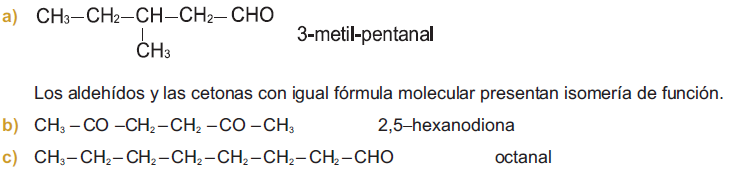 a) CH₃–CH₂–CH–CH₂–CHO
|
CH₃
3-metil-pentanal
Los aldehídos y las cetonas con igual fórmula molecular presentan isomería de función.
b) CH₃ – CO –CH₂–CH₂ –CO –CH₃ 2,5–hexanodiona
c) CH₃–CH₂–CH₂–CH₂–CH₂–CH₂–CH₂–CHO octanal